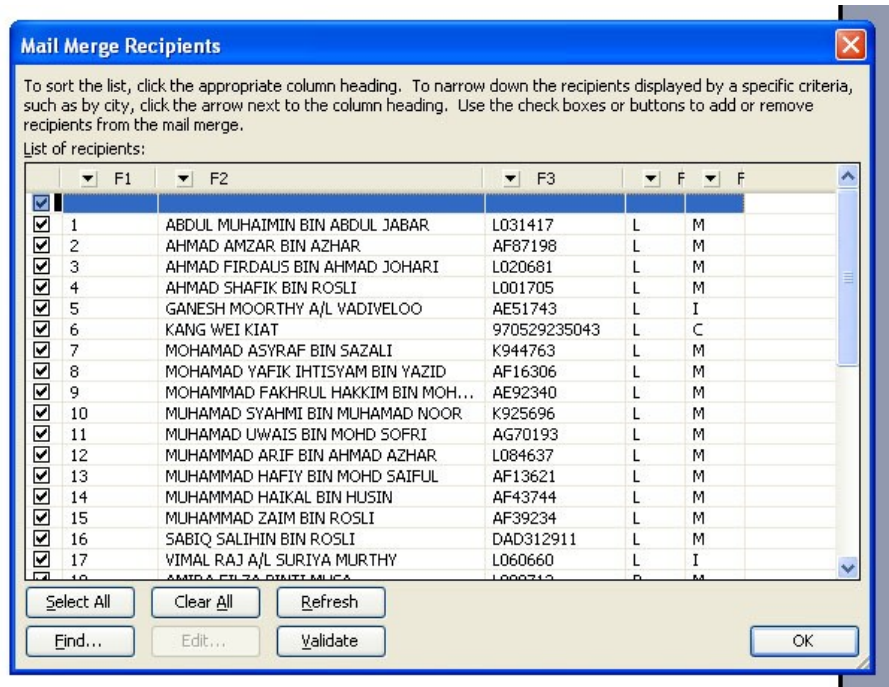 Mail Merge Recipients
To sort the list, click the appropriate column heading. To narrow down the recipients displayed by a specific criteria,
such as by city, click the arrow next to the column heading. Use the check boxes or buttons to add or remove
recipients from the mail merge.
List of recipients:
F1 F2 F3 F F
1 ABDUL MUHAIMIN BIN ABDUL JABAR L031417 L M
2 AHMAD AMZAR BIN AZHAR AF87198 L M
3 AHMAD FIRDAUS BIN AHMAD JOHARI L020681 L M
4 AHMAD SHAFIK BIN ROSLI L001705 L M
5 GANESH MOORTHY A/L VADIVELOO AE51743 L I
6 KANG WEI KIAT 970529235043 L C
7 MOHAMAD ASYRAF BIN SAZALI K944763 L M
8 MOHAMAD YAFIK IHTISYAM BIN YAZID AF16306 L M
9 MOHAMMAD FAKHRUL HAKKIM BIN MOH... AE92340 L M
10 MUHAMAD SYAHMI BIN MUHAMAD NOOR K925696 L M
11 MUHAMAD UWAIS BIN MOHD SOFRI AG70193 L M
12 MUHAMMAD ARIF BIN AHMAD AZHAR L084637 L M
13 MUHAMMAD HAFIY BIN MOHD SAIFUL AF13621 L M
14 MUHAMMAD HAIKAL BIN HUSIN AF43744 L M
15 MUHAMMAD ZAIM BIN ROSLI AF39234 L M
16 SABIQ SALIHIN BIN ROSLI DAD312911 L M
17 VIMAL RAJ A/L SURIYA MURTHY L060660 L I
Select All Clear All Refresh
Find... Edit... Validate OK